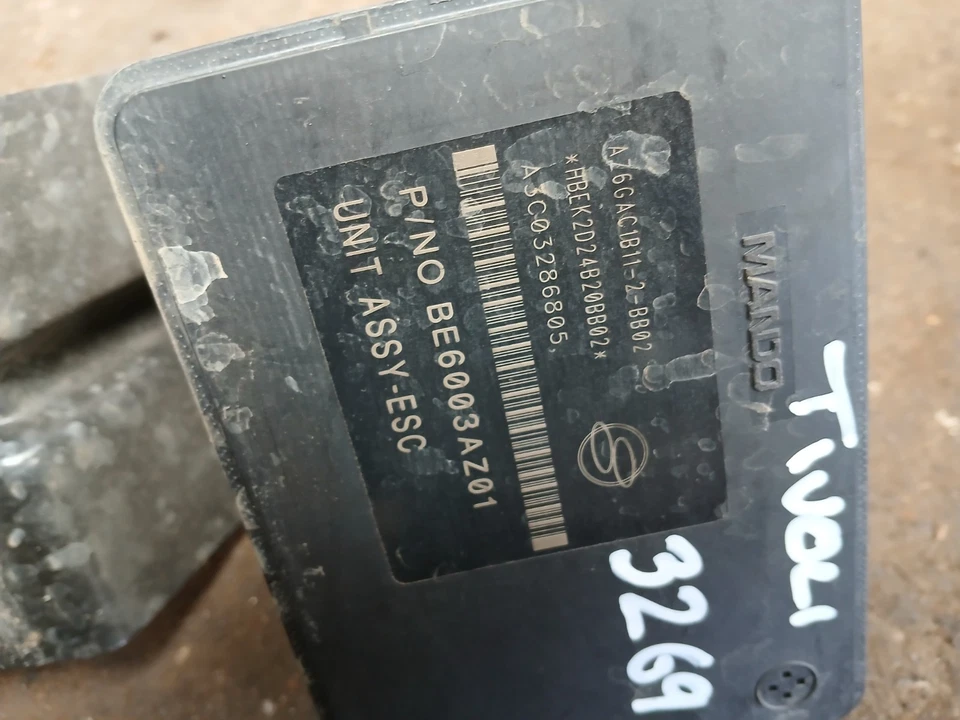 TIVOLI
3269
MANDO
AZ6GAC1B11-2-BB02
*HBEK2D24B20BB02*
A3C03286805.
P/NO BE6003AZ01
UNIT ASSY-ESC